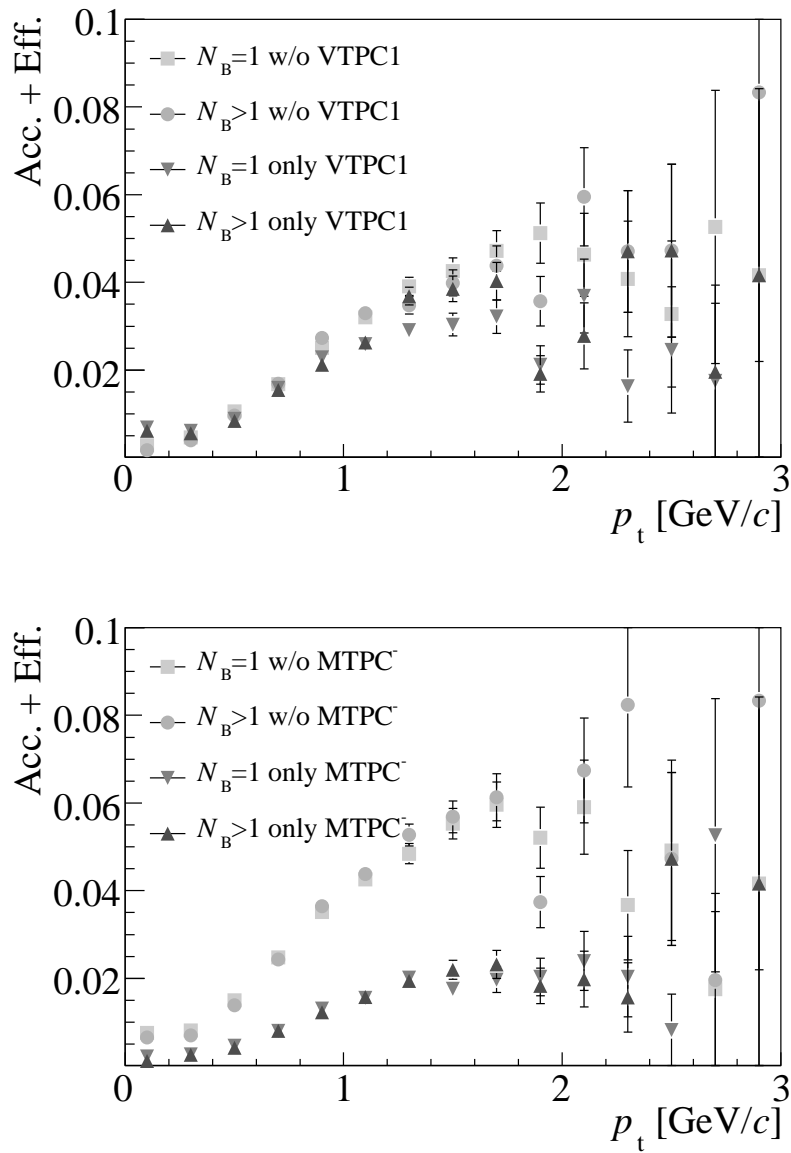 0.1
0.08
0.06
0.04
0.02
Acc. + Eff.
N_B=1 w/o VTPC1
N_B>1 w/o VTPC1
N_B=1 only VTPC1
N_B>1 only VTPC1
0 1 2 3
p_t [GeV/c]
0.1
0.08
0.06
0.04
0.02
Acc. + Eff.
N_B=1 w/o MTPC⁻
N_B>1 w/o MTPC⁻
N_B=1 only MTPC⁻
N_B>1 only MTPC⁻
0 1 2 3
p_t [GeV/c]